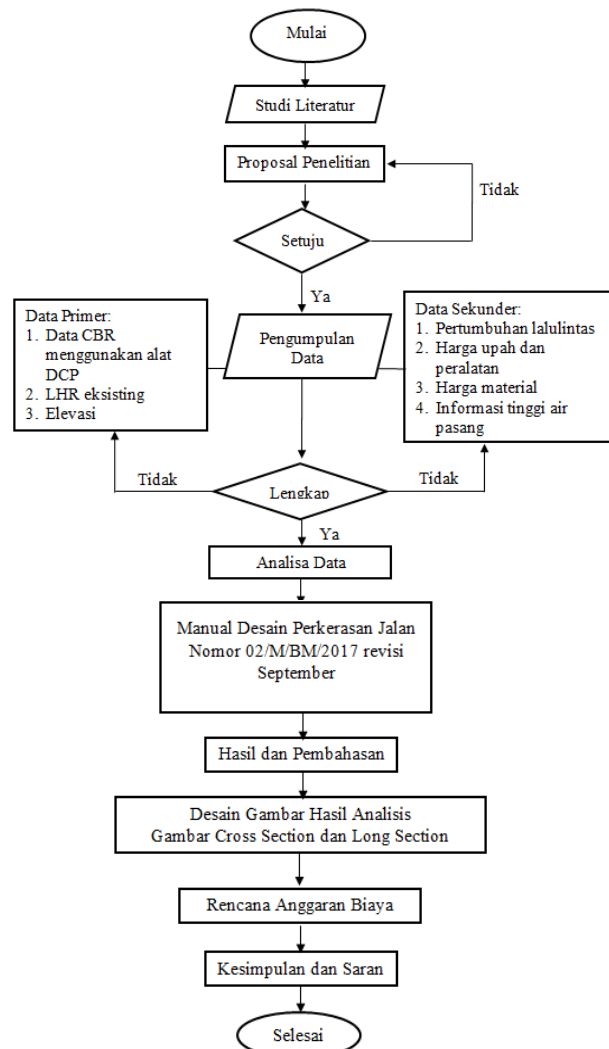 Mulai
Studi Literatur
Proposal Penelitian
Tidak
Setuju
Ya
Data Primer:
1. Data CBR
menggunakan alat
DCP
2. LHR eksisting
3. Elevasi
Pengumpulan
Data
Data Sekunder:
1. Pertumbuhan lalulintas
2. Harga upah dan
peralatan
3. Harga material
4. Informasi tinggi air
pasang
Tidak
Lengkap
Tidak
Ya
Analisa Data
Manual Desain Perkerasan Jalan
Nomor 02/M/BM/2017 revisi
September
Hasil dan Pembahasan
Desain Gambar Hasil Analisis
Gambar Cross Section dan Long Section
Rencana Anggaran Biaya
Kesimpulan dan Saran
Selesai